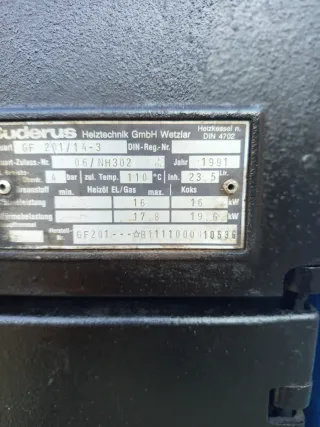 Buderus Heiztechnik GmbH Wetzlar Heizkessel n. DIN 4702
GF 201/14-3 DIN-Reg.-Nr.
06/NH302 Jahr 1991
4 bar zul. Temp. 110 °C Inh. 23.5 Ltr.
min. Heizöl EL/Gas max. Koks
16 16 kW
17.8 19.6 kW
Herstell-